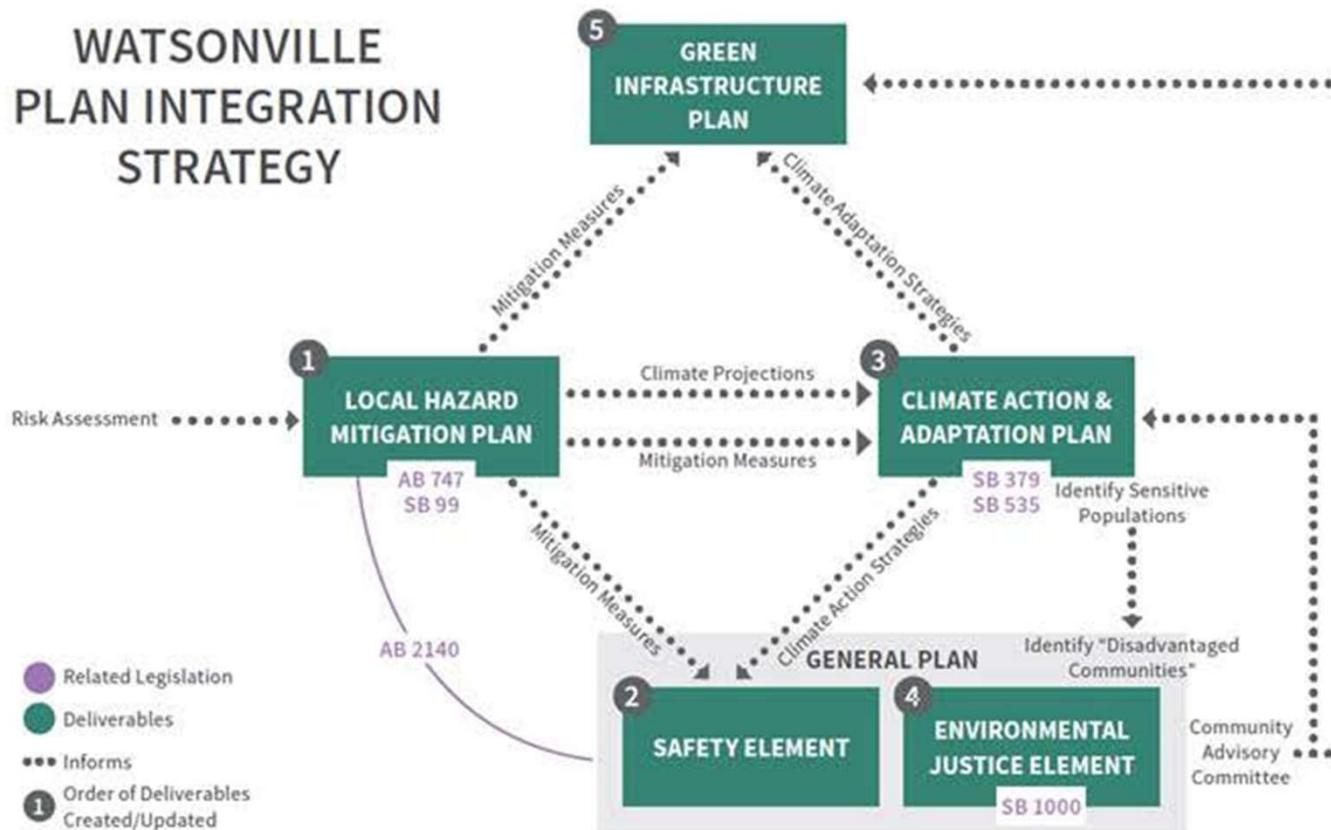 WATSONVILLE
PLAN INTEGRATION
STRATEGY
5
GREEN
INFRASTRUCTURE
PLAN
Mitigation Measures
Climate Adaptation Strategies
1
LOCAL HAZARD
MITIGATION PLAN
AB 747
SB 99
Risk Assessment
Climate Projections
Mitigation Measures
3
CLIMATE ACTION &
ADAPTATION PLAN
SB 379
SB 535
Identify Sensitive
Populations
Mitigation Measures
Climate Action Strategies
AB 2140
GENERAL PLAN
Identify "Disadvantaged
Communities"
2
SAFETY ELEMENT
4
ENVIRONMENTAL
JUSTICE ELEMENT
SB 1000
Community
Advisory
Committee
Related Legislation
Deliverables
Informs
1
Order of Deliverables
Created/Updated